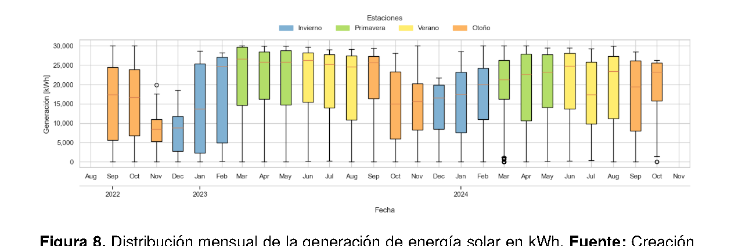 Estaciones
Invierno Primavera Verano Otoño
Generación [kWh]
30,000
25,000
20,000
15,000
10,000
5,000
0
Aug Sep Oct Nov Dec Jan Feb Mar Apr May Jun Jul Aug Sep Oct Nov Dec Jan Feb Mar Apr May Jun Jul Aug Sep Oct Nov
2022 2023 2024
Fecha
Figura 8. Distribución mensual de la generación de energía solar en kWh. Fuente: Creación